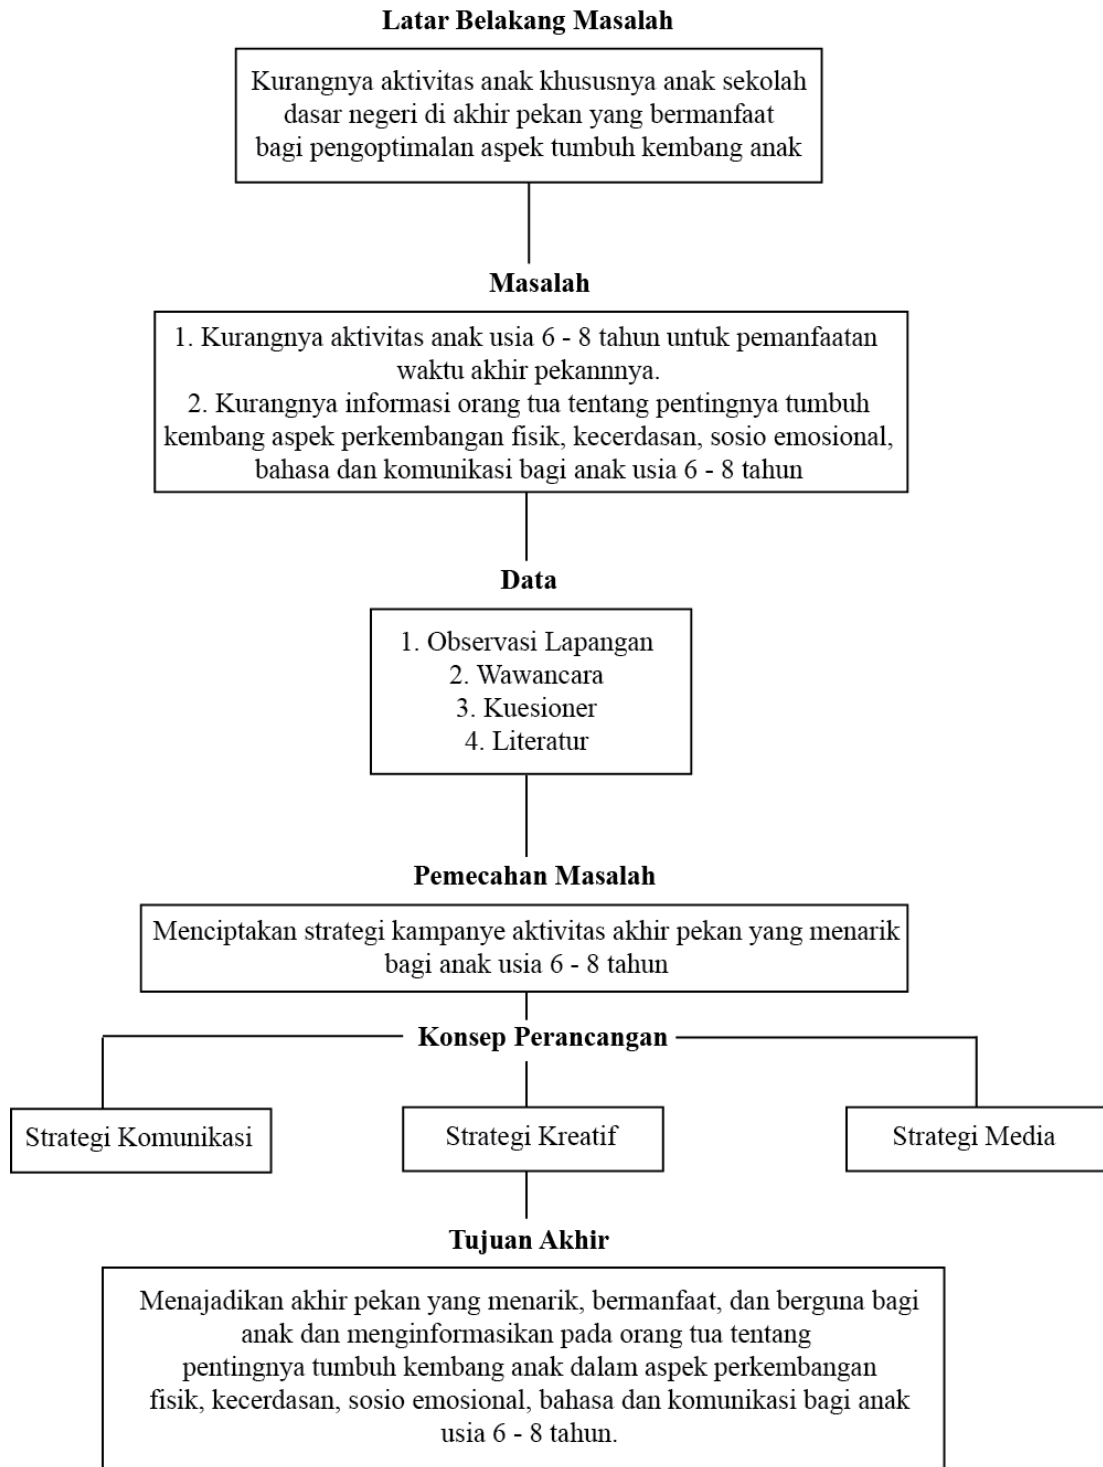 Latar Belakang Masalah
Kurangnya aktivitas anak khususnya anak sekolah
dasar negeri di akhir pekan yang bermanfaat
bagi pengoptimalan aspek tumbuh kembang anak
Masalah
1. Kurangnya aktivitas anak usia 6 - 8 tahun untuk pemanfaatan
waktu akhir pekannnya.
2. Kurangnya informasi orang tua tentang pentingnya tumbuh
kembang aspek perkembangan fisik, kecerdasan, sosio emosional,
bahasa dan komunikasi bagi anak usia 6 - 8 tahun
Data
1. Observasi Lapangan
2. Wawancara
3. Kuesioner
4. Literatur
Pemecahan Masalah
Menciptakan strategi kampanye aktivitas akhir pekan yang menarik
bagi anak usia 6 - 8 tahun
Konsep Perancangan
Strategi Komunikasi
Strategi Kreatif
Strategi Media
Tujuan Akhir
Menajadikan akhir pekan yang menarik, bermanfaat, dan berguna bagi
anak dan menginformasikan pada orang tua tentang
pentingnya tumbuh kembang anak dalam aspek perkembangan
fisik, kecerdasan, sosio emosional, bahasa dan komunikasi bagi anak
usia 6 - 8 tahun.